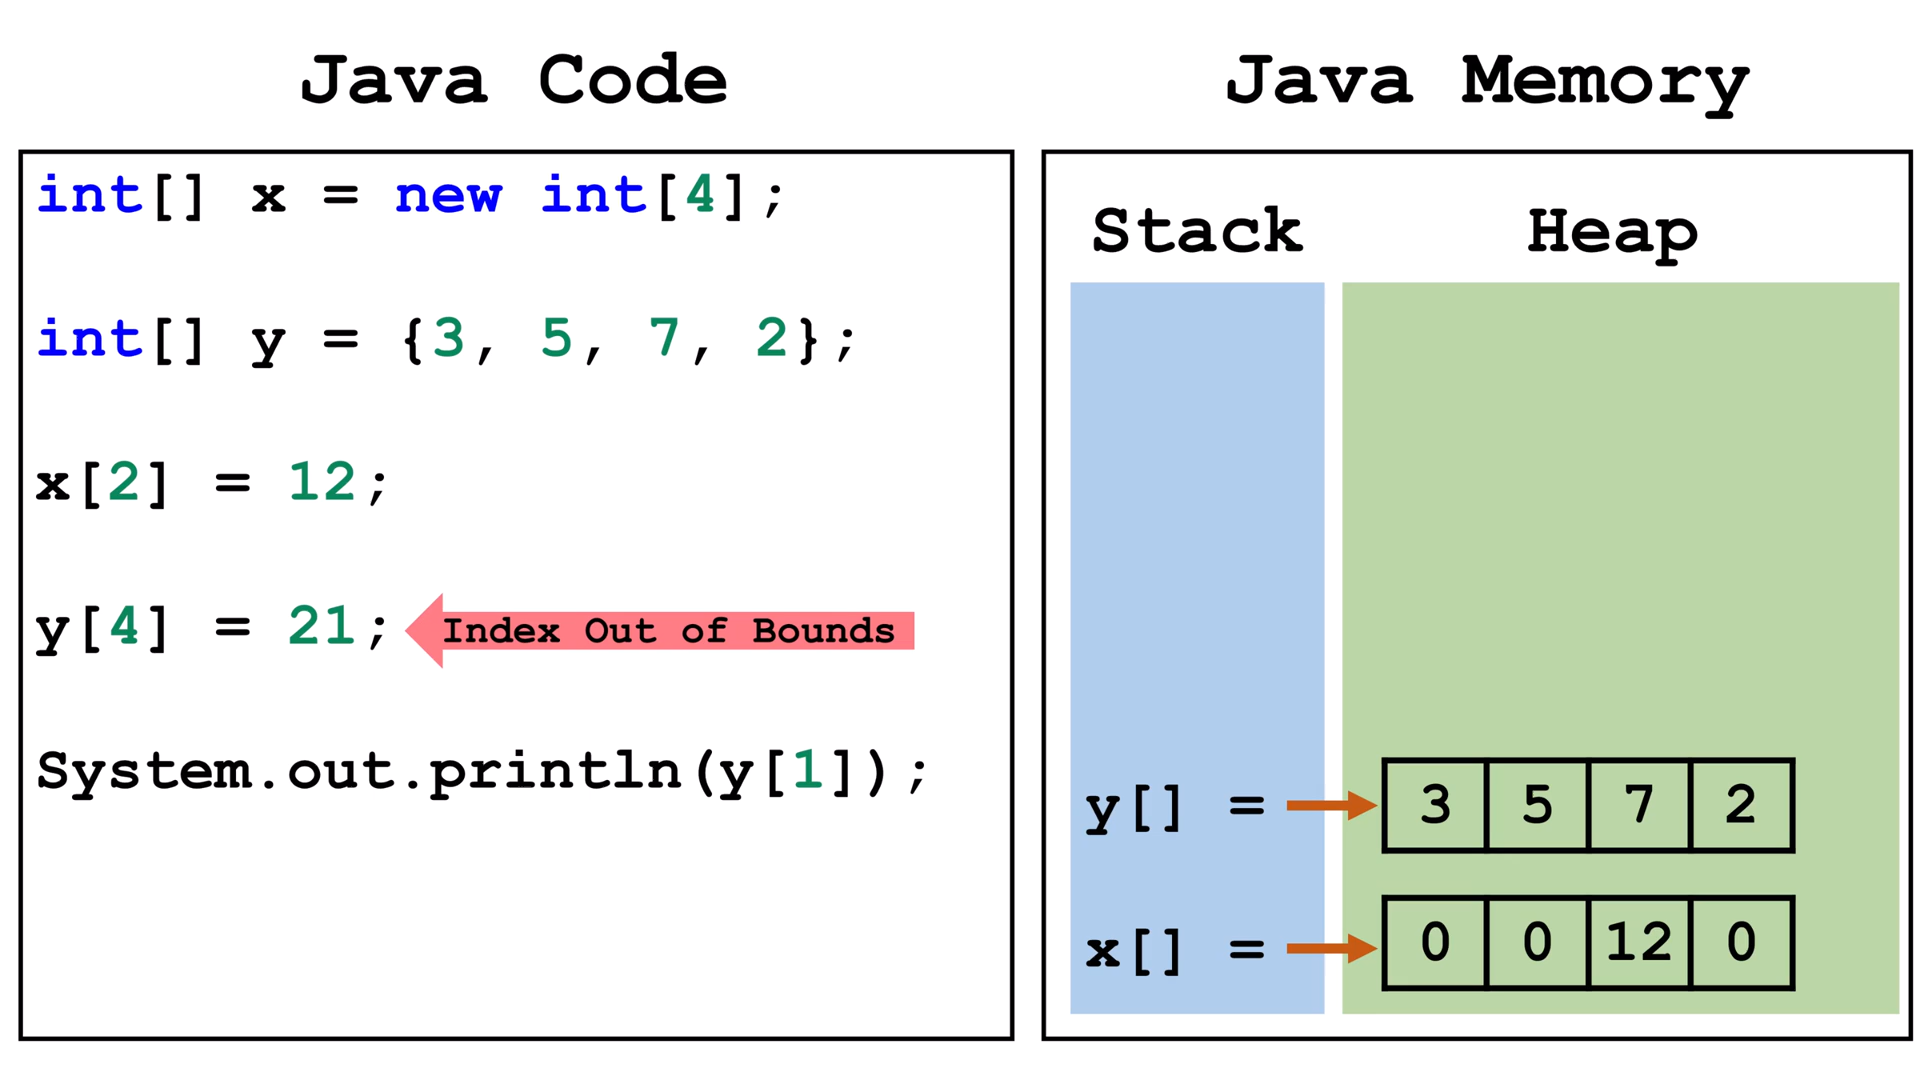 Java Code
int[] x = new int[4];
int[] y = {3, 5, 7, 2};
x[2] = 12;
y[4] = 21;
Index Out of Bounds
System.out.println(y[1]);
Java Memory
Stack Heap
y[] = 3 5 7 2
x[] = 0 0 12 0